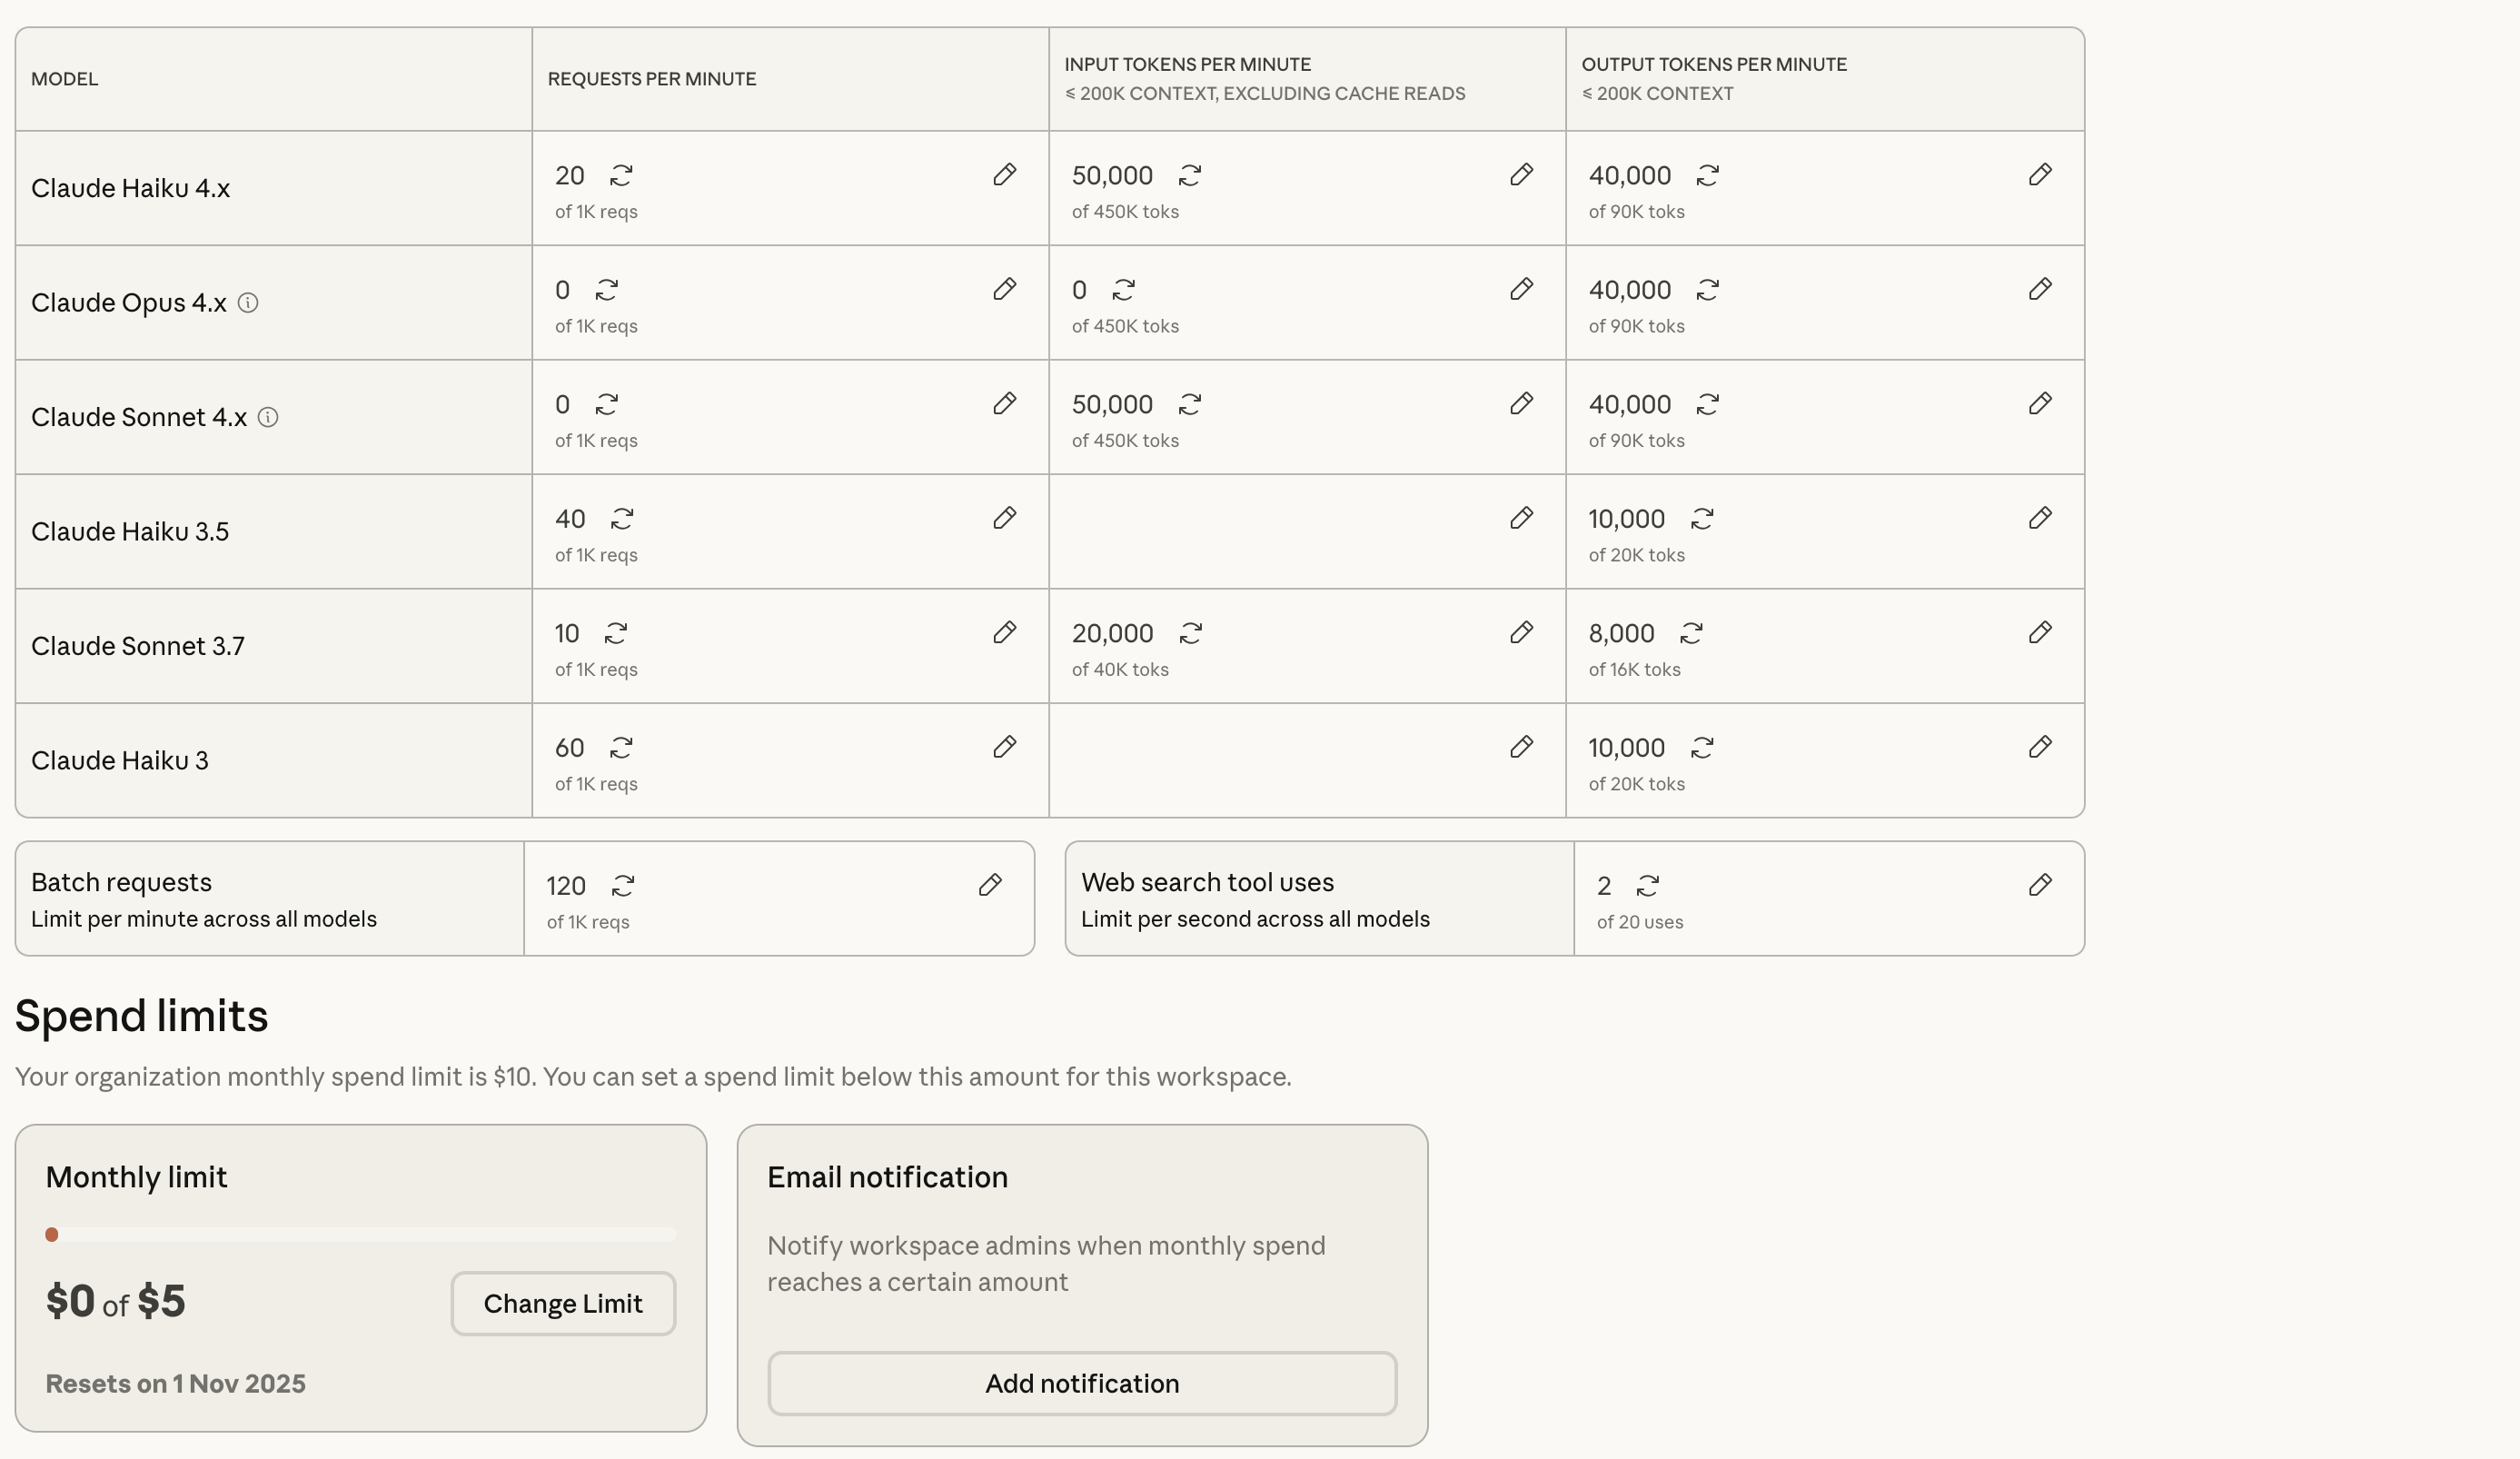 MODEL
REQUESTS PER MINUTE
INPUT TOKENS PER MINUTE
≤ 200K CONTEXT, EXCLUDING CACHE READS
OUTPUT TOKENS PER MINUTE
≤ 200K CONTEXT
Claude Haiku 4.x
20
of 1K reqs
50,000
of 450K toks
40,000
of 90K toks
Claude Opus 4.x
0
of 1K reqs
0
of 450K toks
40,000
of 90K toks
Claude Sonnet 4.x
0
of 1K reqs
50,000
of 450K toks
40,000
of 90K toks
Claude Haiku 3.5
40
of 1K reqs
10,000
of 20K toks
Claude Sonnet 3.7
10
of 1K reqs
20,000
of 40K toks
8,000
of 16K toks
Claude Haiku 3
60
of 1K reqs
10,000
of 20K toks
Batch requests
Limit per minute across all models
120
of 1K reqs
Web search tool uses
Limit per second across all models
2
of 20 uses
Spend limits
Your organization monthly spend limit is $10. You can set a spend limit below this amount for this workspace.
Monthly limit
$0 of $5
Change Limit
Resets on 1 Nov 2025
Email notification
Notify workspace admins when monthly spend
reaches a certain amount
Add notification